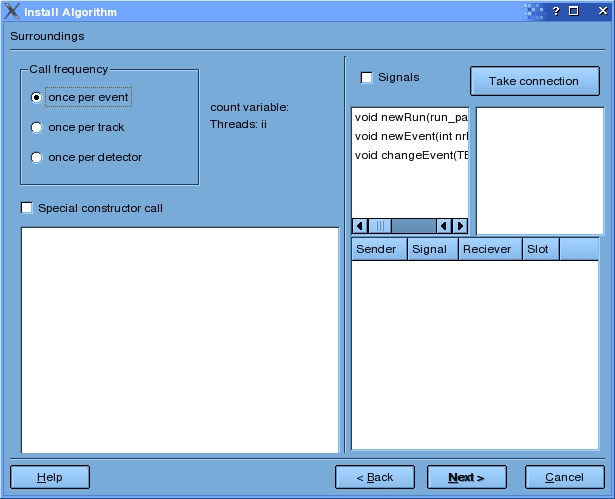 Install Algorithm
Surroundings
Call frequency
once per event
once per track
once per detector
count variable:
Threads: ii
Special constructor call
Signals
Take connection
void newRun(run_pa
void newEvent(int nrl
void changeEvent(TE
Sender Signal Reciever Slot
Help
< Back
Next >
Cancel